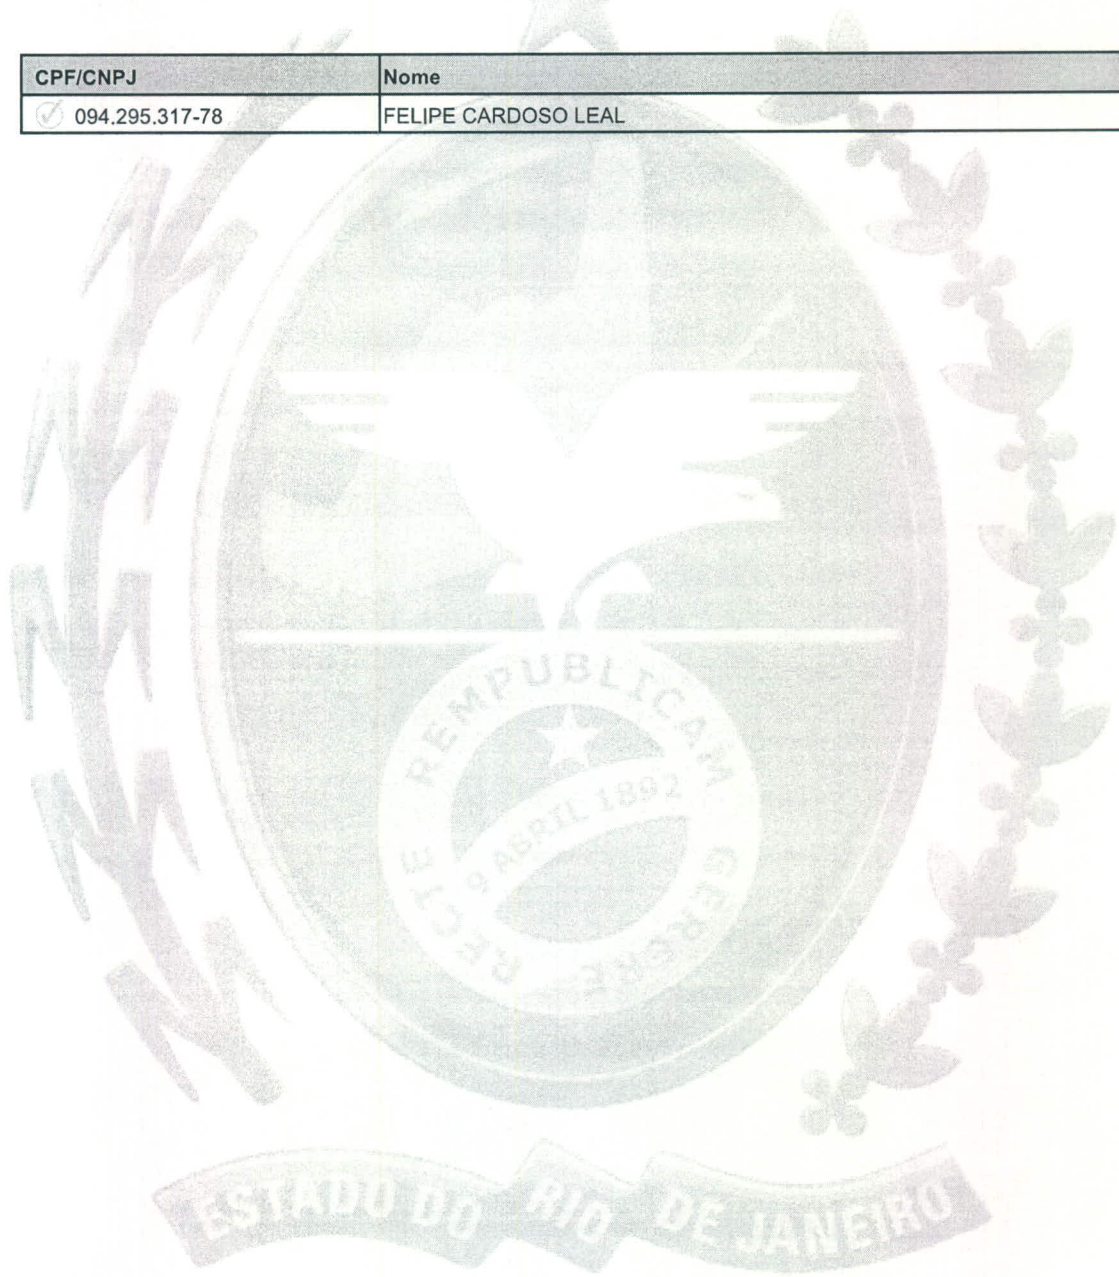 CPF/CNPJ Nome
094.295.317-78 FELIPE CARDOSO LEAL
RECTE REMPUBLICAM GERERE
9 ABRIL 1892
ESTADO DO RIO DE JANEIRO